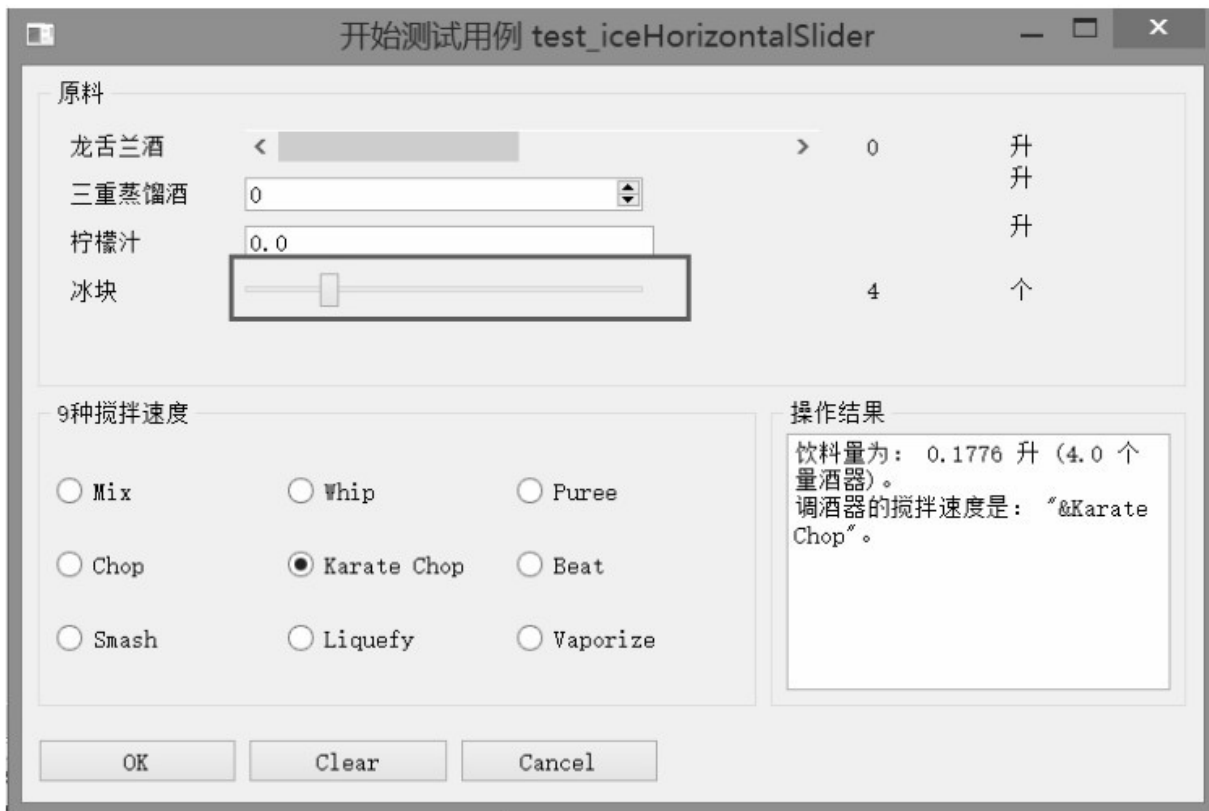 开始测试用例 test_iceHorizontalSlider
原料
龙舌兰酒 0 升
三重蒸馏酒 0 升
柠檬汁 0.0 升
冰块 4 个
9种搅拌速度
Mix Whip Puree
Chop Karate Chop Beat
Smash Liquefy Vaporize
操作结果
饮料量为： 0.1776 升 (4.0 个
量酒器)。
调酒器的搅拌速度是： "&Karate
Chop"。
OK Clear Cancel